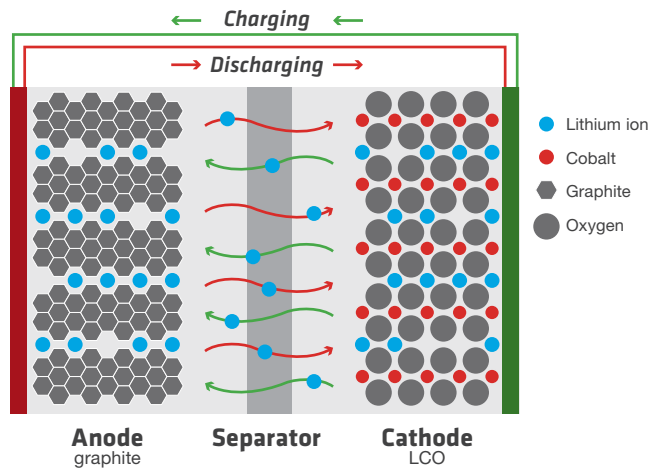 Charging
Discharging
Lithium ion
Cobalt
Graphite
Oxygen
Anode
graphite
Separator
Cathode
LCO